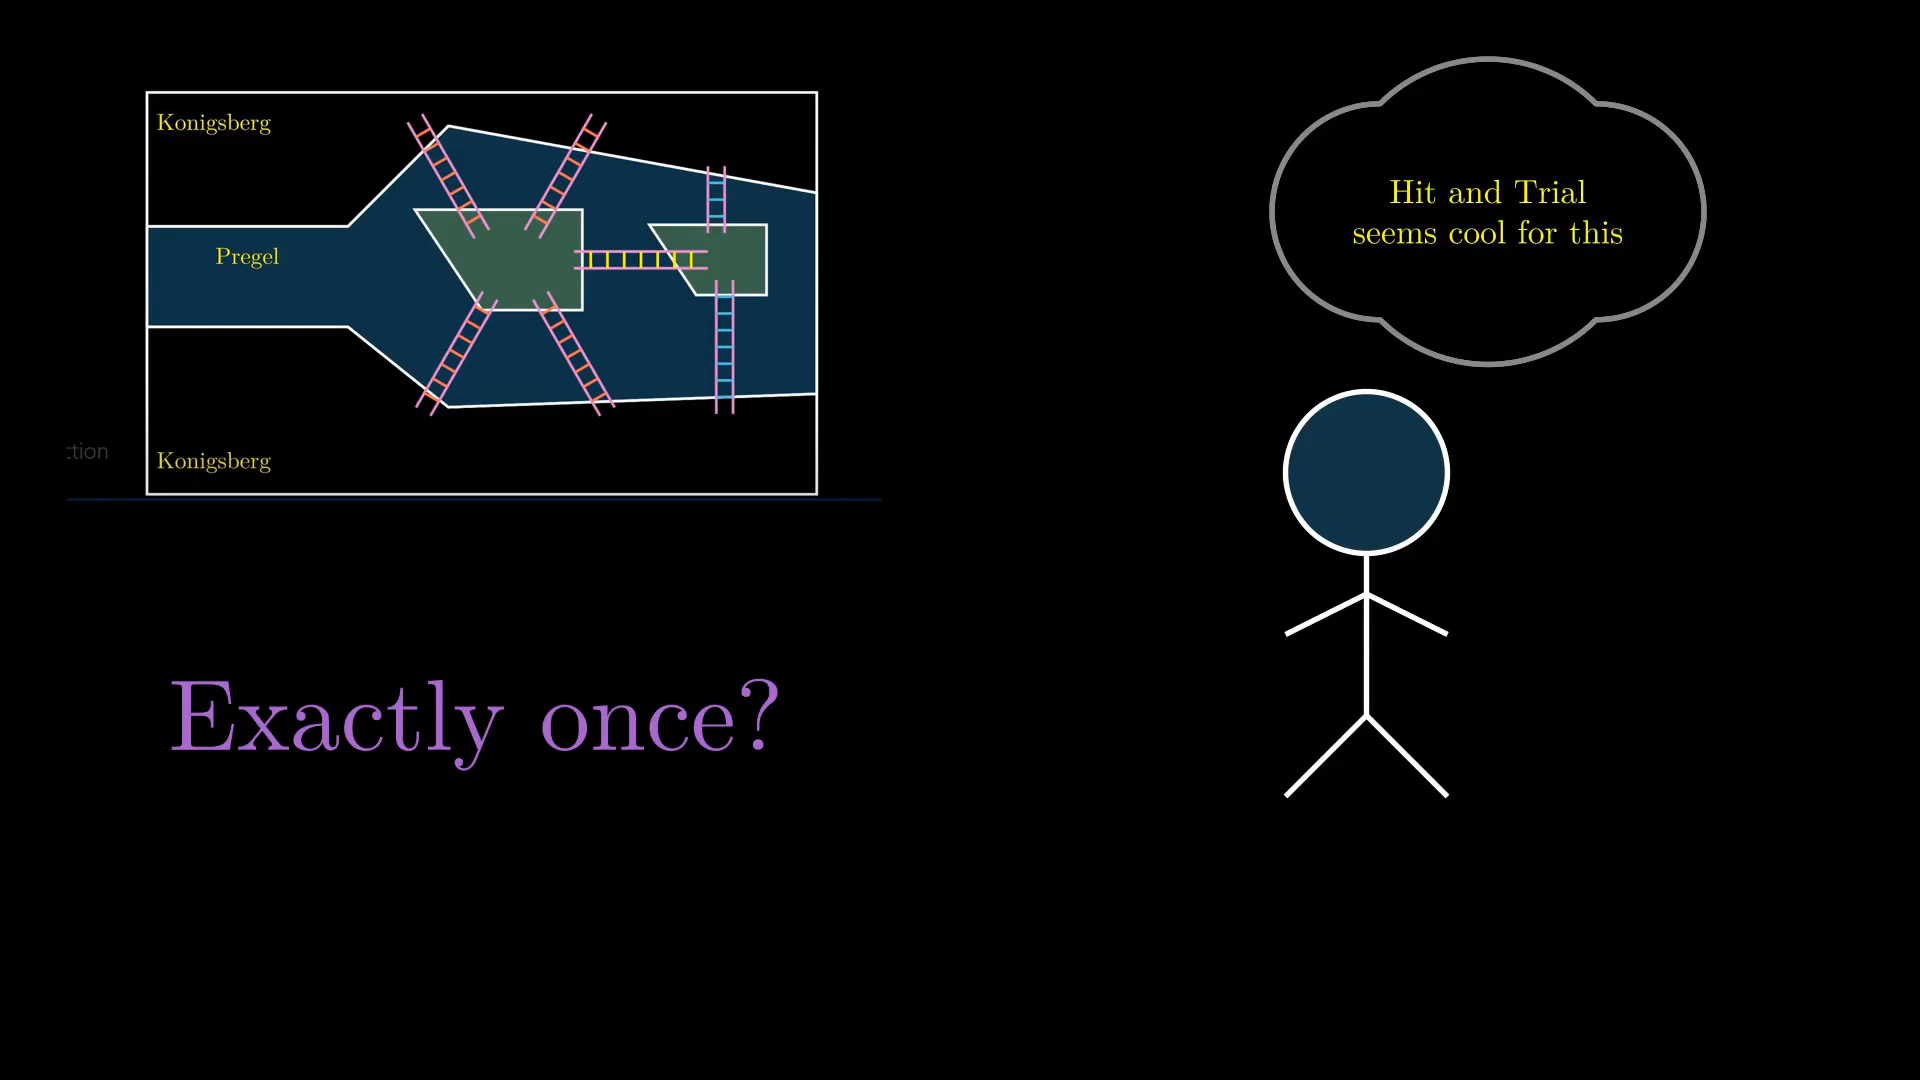 Konigsberg
Pregel
Konigsberg
Hit and Trial
seems cool for this
Exactly once?